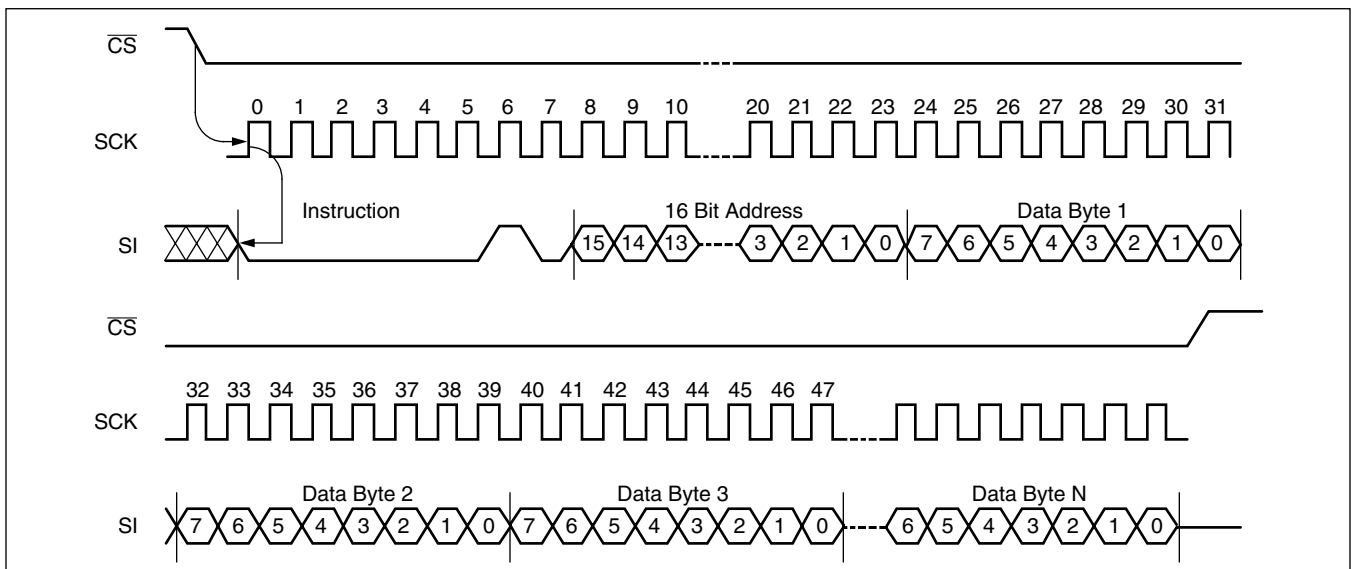 CS
0 1 2 3 4 5 6 7 8 9 10 20 21 22 23 24 25 26 27 28 29 30 31
SCK
Instruction 16 Bit Address Data Byte 1
SI 15 14 13 3 2 1 0 7 6 5 4 3 2 1 0
CS
32 33 34 35 36 37 38 39 40 41 42 43 44 45 46 47
SCK
Data Byte 2 Data Byte 3 Data Byte N
SI 7 6 5 4 3 2 1 0 7 6 5 4 3 2 1 0 6 5 4 3 2 1 0